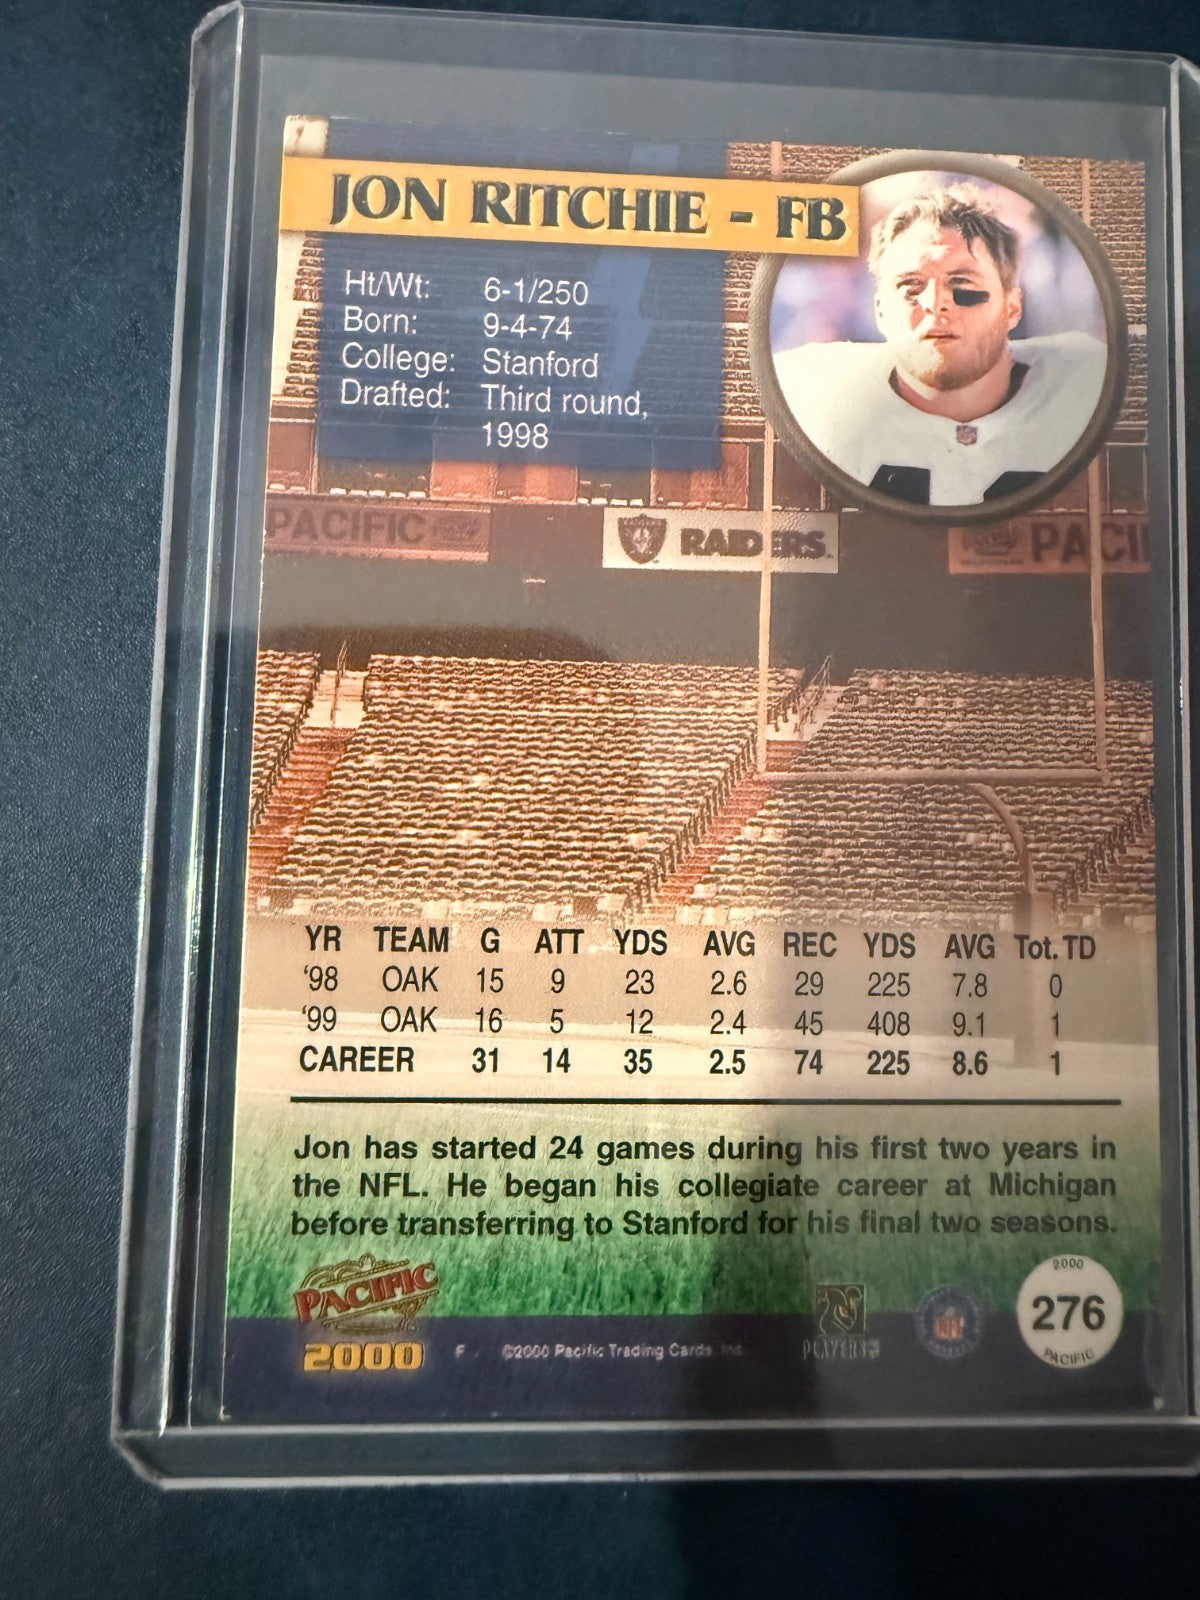 JON RITCHIE - FB
Ht/Wt: 6-1/250
Born: 9-4-74
College: Stanford
Drafted: Third round,
1998
PACIFIC RAIDERS PACIFI
YR TEAM G ATT YDS AVG REC YDS AVG Tot. TD
'98 OAK 15 9 23 2.6 29 225 7.8 0
'99 OAK 16 5 12 2.4 45 408 9.1 1
CAREER 31 14 35 2.5 74 225 8.6 1
Jon has started 24 games during his first two years in
the NFL. He began his collegiate career at Michigan
before transferring to Stanford for his final two seasons.
PACIFIC
2000 F ©2000 Pacific Trading Cards, Inc.
PLAYERS
NFL
2000
276
PACIFIC